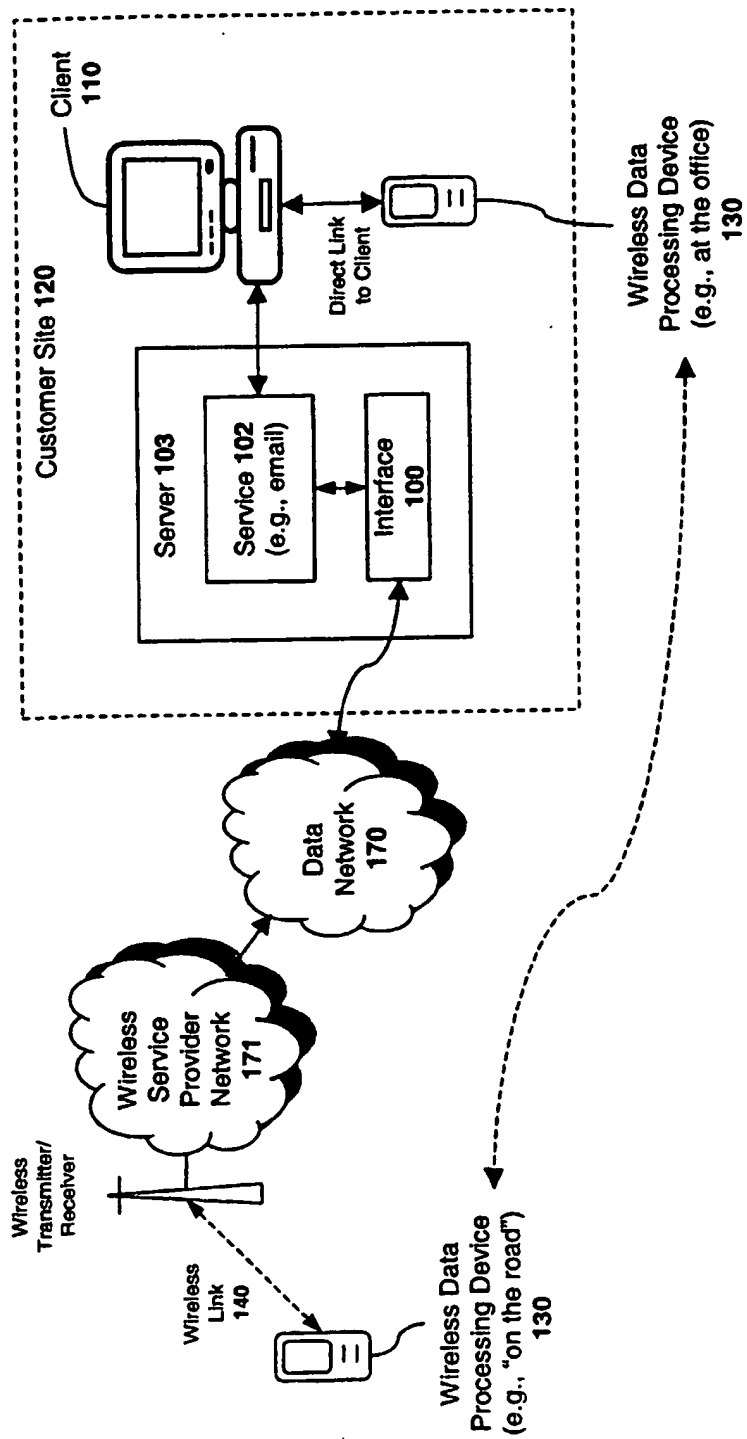 Wireless
Transmitter/
Receiver
Wireless
Link
140
Wireless Data
Processing Device
(e.g., "on the road")
130
Wireless
Service
Provider
Network
171
Data
Network
170
Customer Site 120
Server 103
Service 102
(e.g., email)
Interface
100
Client
110
Direct Link
to Client
Wireless Data
Processing Device
(e.g., at the office)
130